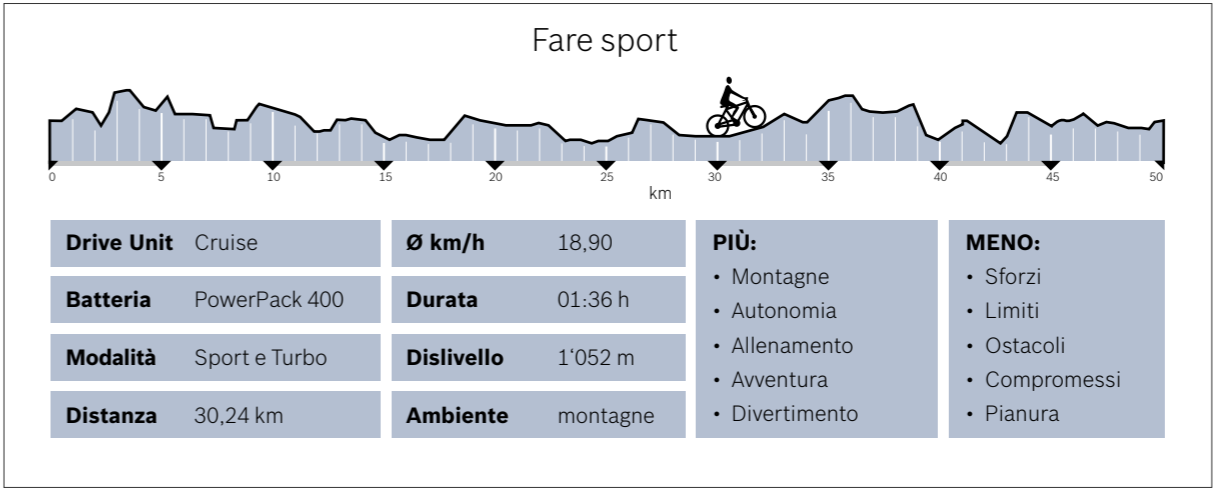 Fare sport
0 5 10 15 20 25 30 35 40 45 50
km
Drive Unit Cruise
Batteria PowerPack 400
Modalità Sport e Turbo
Distanza 30,24 km
Ø km/h 18,90
Durata 01:36 h
Dislivello 1‘052 m
Ambiente montagne
PIÙ:
• Montagne
• Autonomia
• Allenamento
• Avventura
• Divertimento
MENO:
• Sforzi
• Limiti
• Ostacoli
• Compromessi
• Pianura